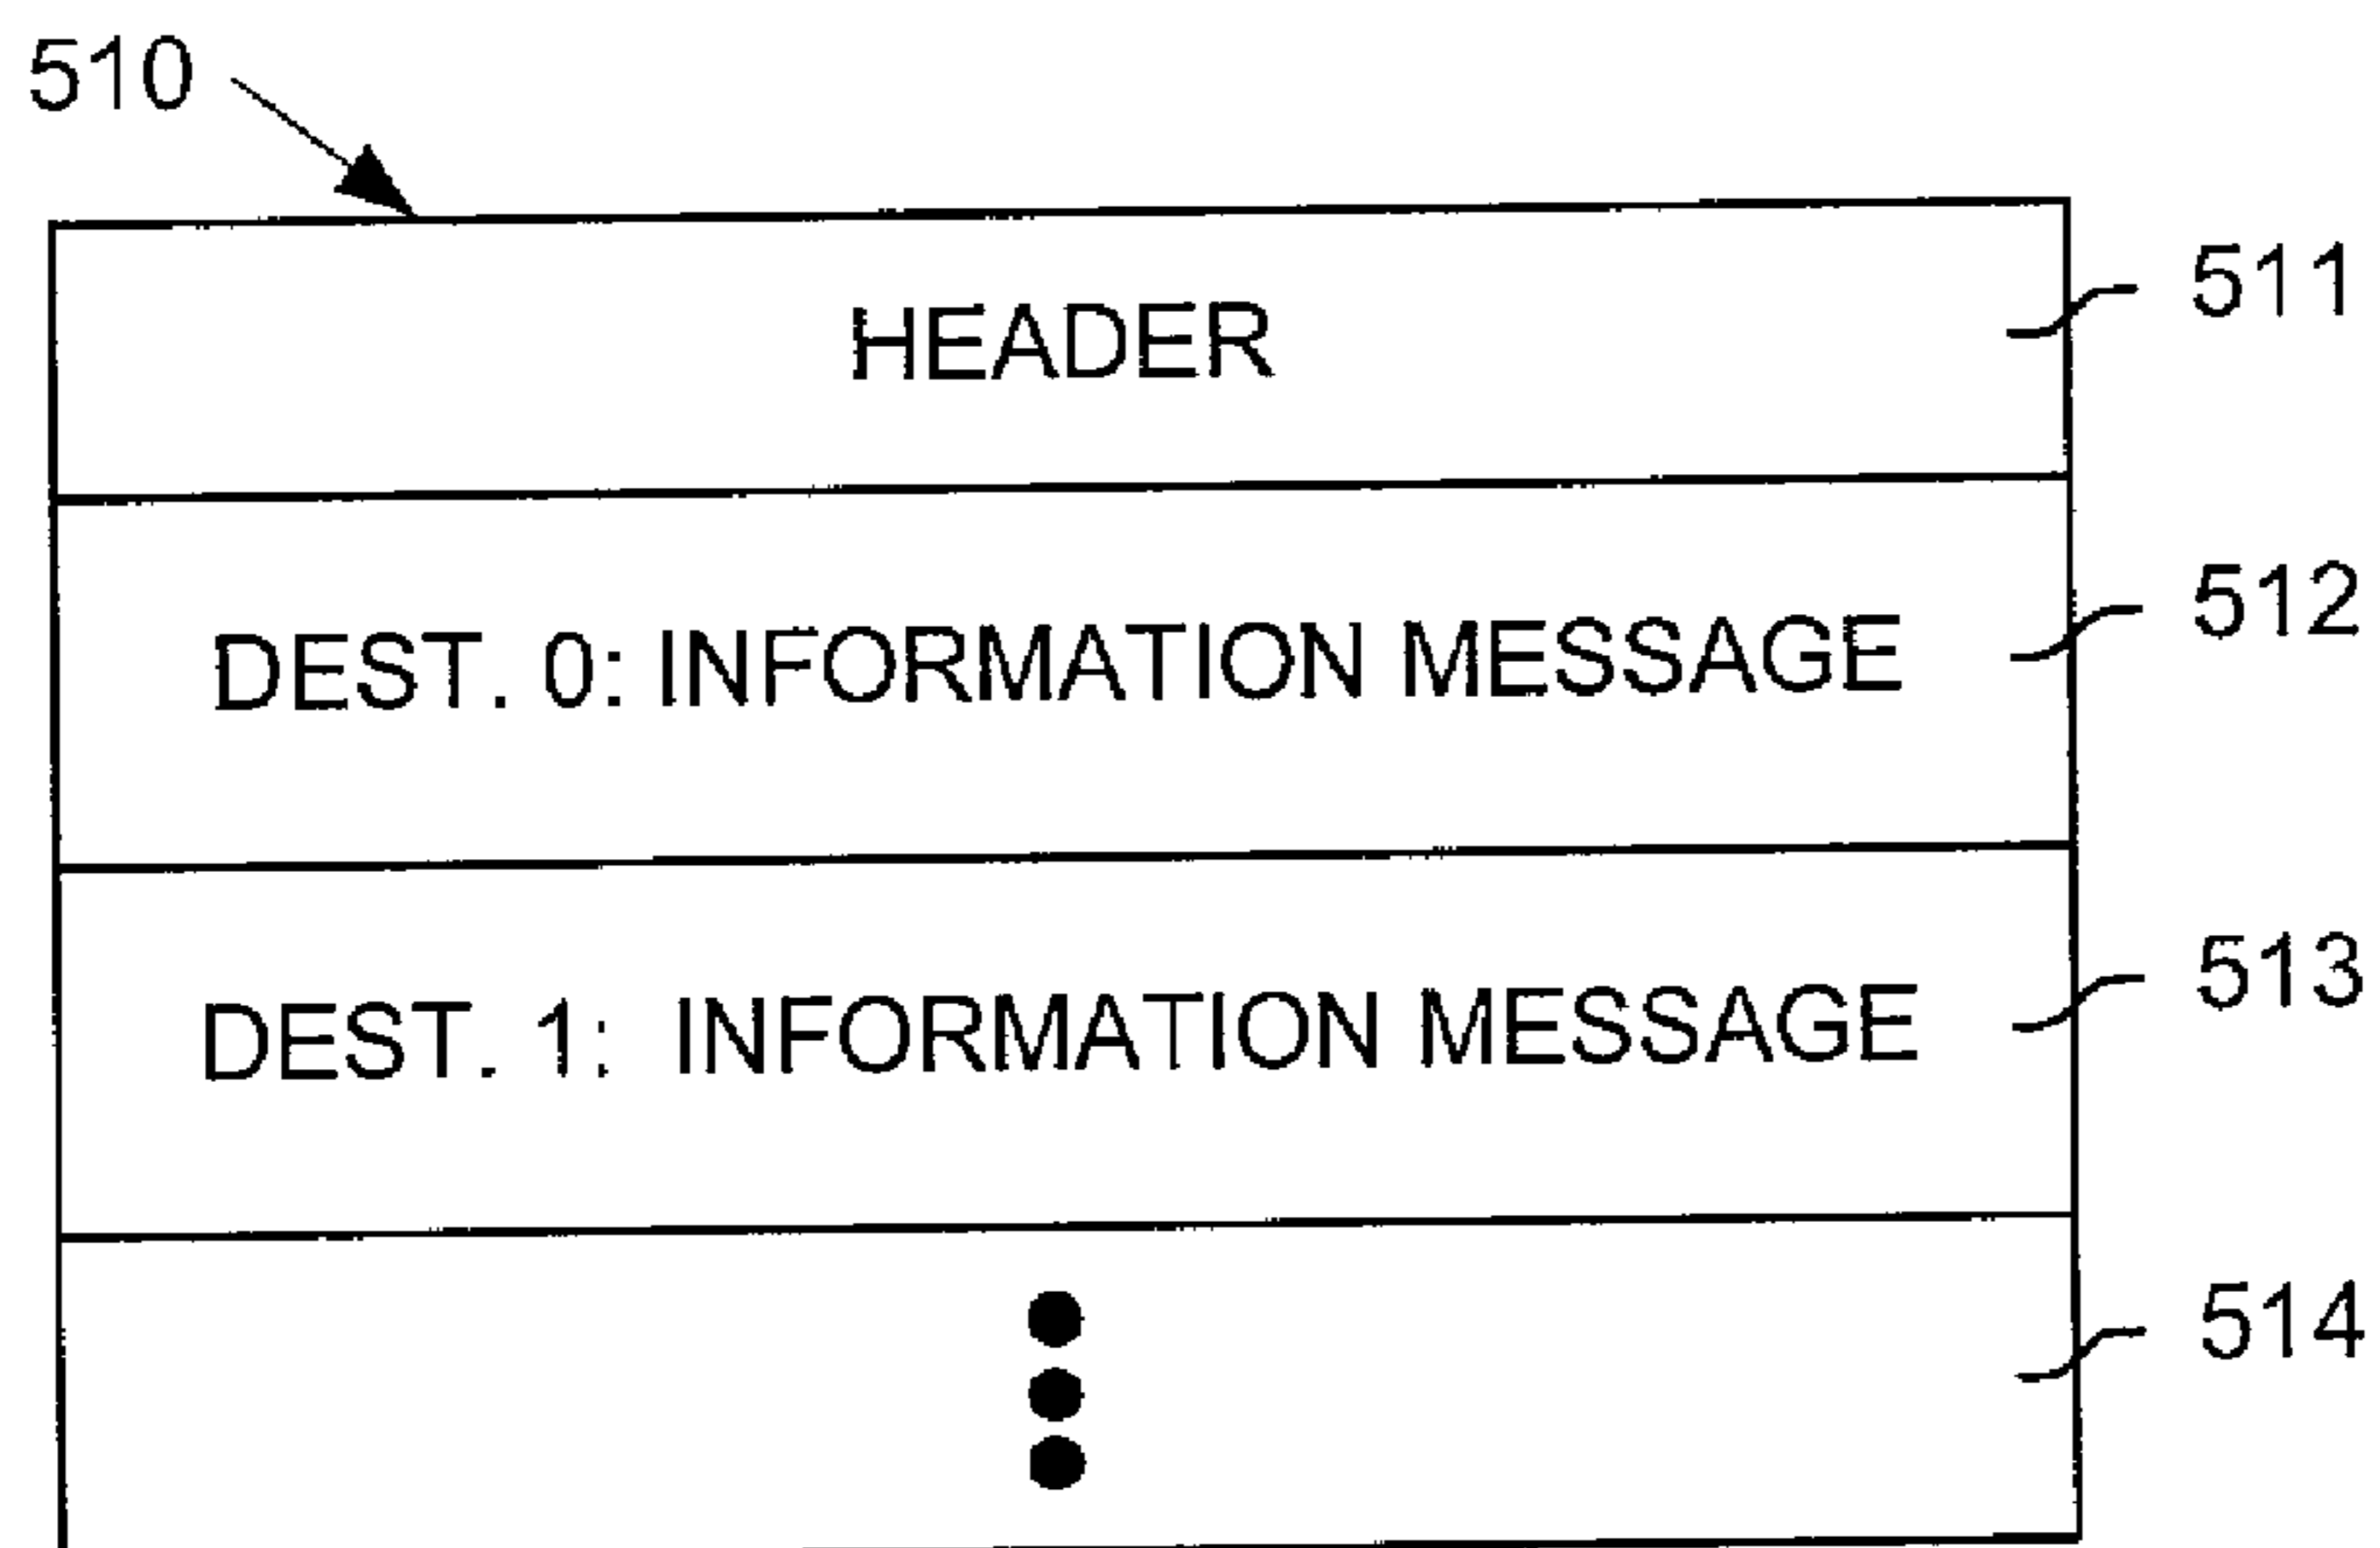 510
HEADER
511
DEST. 0: INFORMATION MESSAGE
512
DEST. 1: INFORMATION MESSAGE
513
514